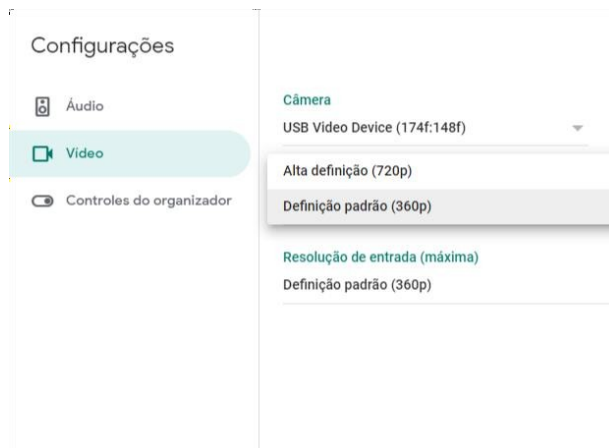 Configurações
Áudio
Vídeo
Controles do organizador
Câmera
USB Video Device (174f:148f)
Alta definição (720p)
Definição padrão (360p)
Resolução de entrada (máxima)
Definição padrão (360p)